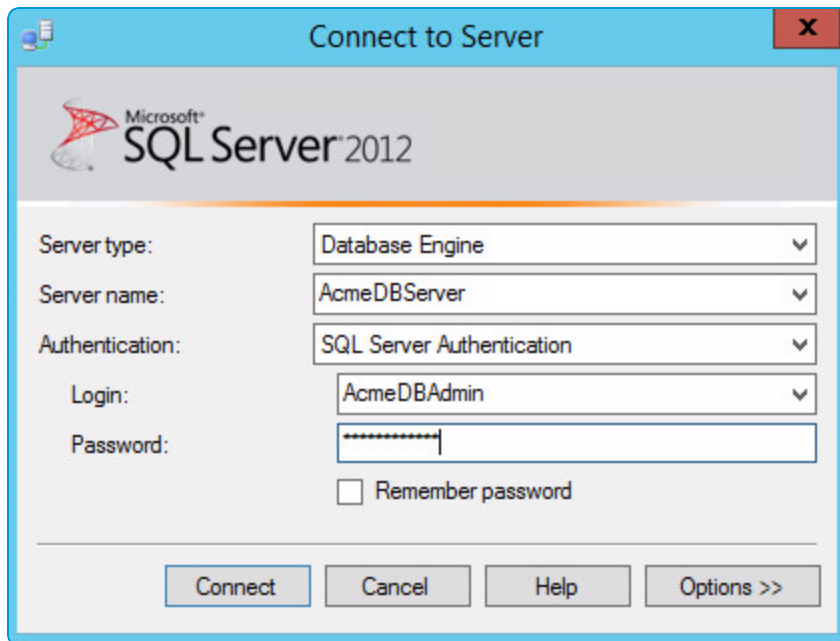 Connect to Server
x
Microsoft®
SQL Server® 2012
Server type: Database Engine
Server name: AcmeDBServer
Authentication: SQL Server Authentication
Login: AcmeDBAdmin
Password: ************
Remember password
Connect Cancel Help Options >>